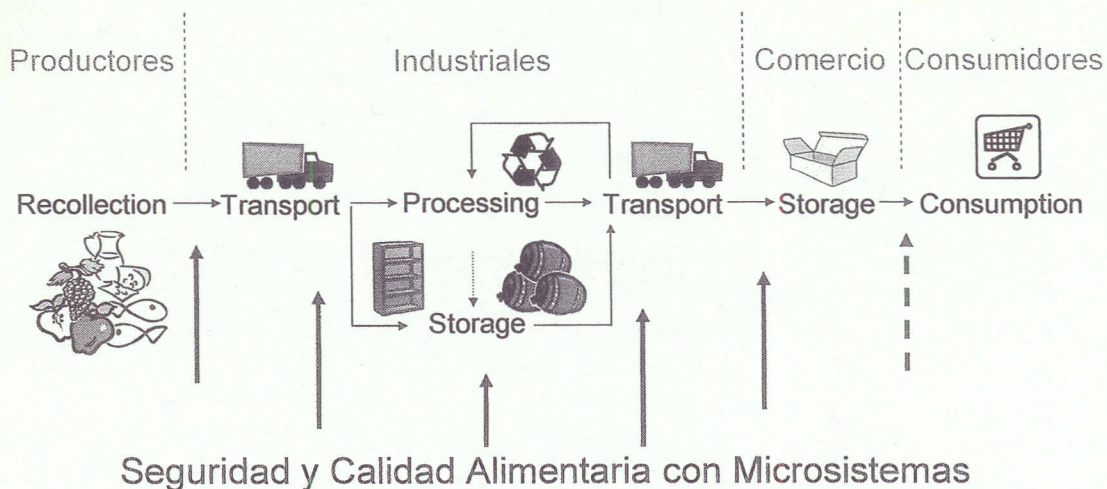 Productores
Industriales
Comercio
Consumidores
Recollection
Transport
Processing
Transport
Storage
Consumption
Storage
Seguridad y Calidad Alimentaria con Microsistemas